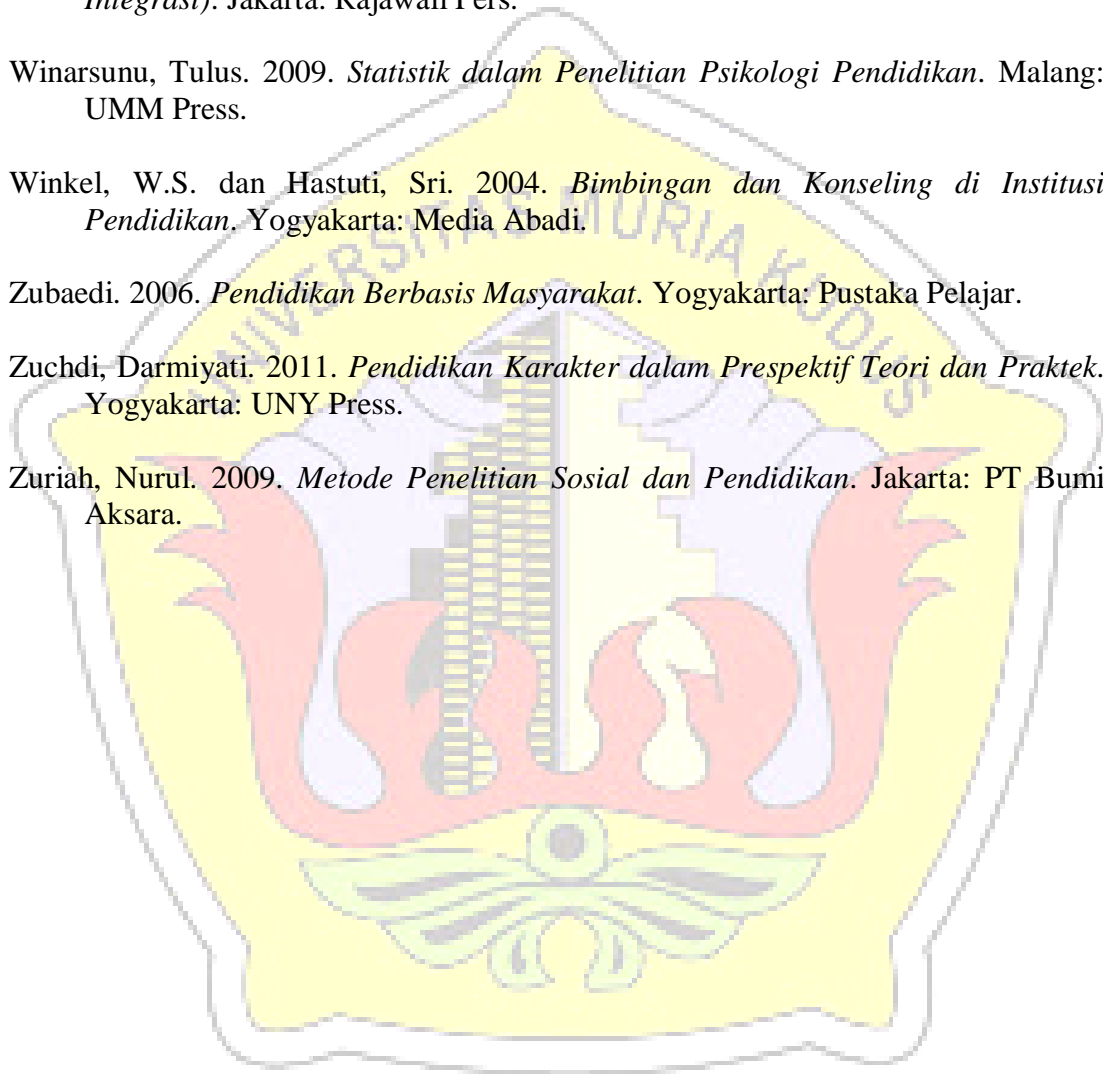 Integrasi). Jakarta: Rajawali Pers.
Winarsunu, Tulus. 2009. Statistik dalam Penelitian Psikologi Pendidikan. Malang:
UMM Press.
Winkel, W.S. dan Hastuti, Sri. 2004. Bimbingan dan Konseling di Institusi
Pendidikan. Yogyakarta: Media Abadi.
Zubaedi. 2006. Pendidikan Berbasis Masyarakat. Yogyakarta: Pustaka Pelajar.
Zuchdi, Darmiyati. 2011. Pendidikan Karakter dalam Prespektif Teori dan Praktek.
Yogyakarta: UNY Press.
Zuriah, Nurul. 2009. Metode Penelitian Sosial dan Pendidikan. Jakarta: PT Bumi
Aksara.
UNIVERSITAS MURIA KUDUS